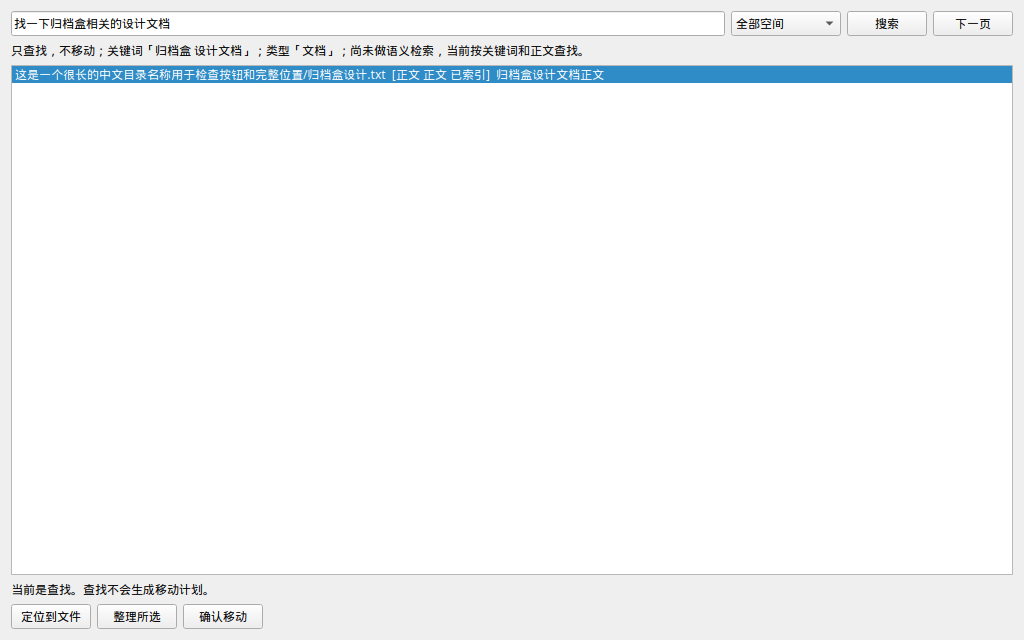 找一下归档盒相关的设计文档 全部空间 搜索 下一页
只查找，不移动；关键词「归档盒 设计文档」；类型「文档」；尚未做语义检索，当前按关键词和正文查找。
这是一个很长的中文目录名称用于检查按钮和完整位置/归档盒设计.txt [正文 正文 已索引] 归档盒设计文档正文
当前是查找。查找不会生成移动计划。
定位到文件 整理所选 确认移动